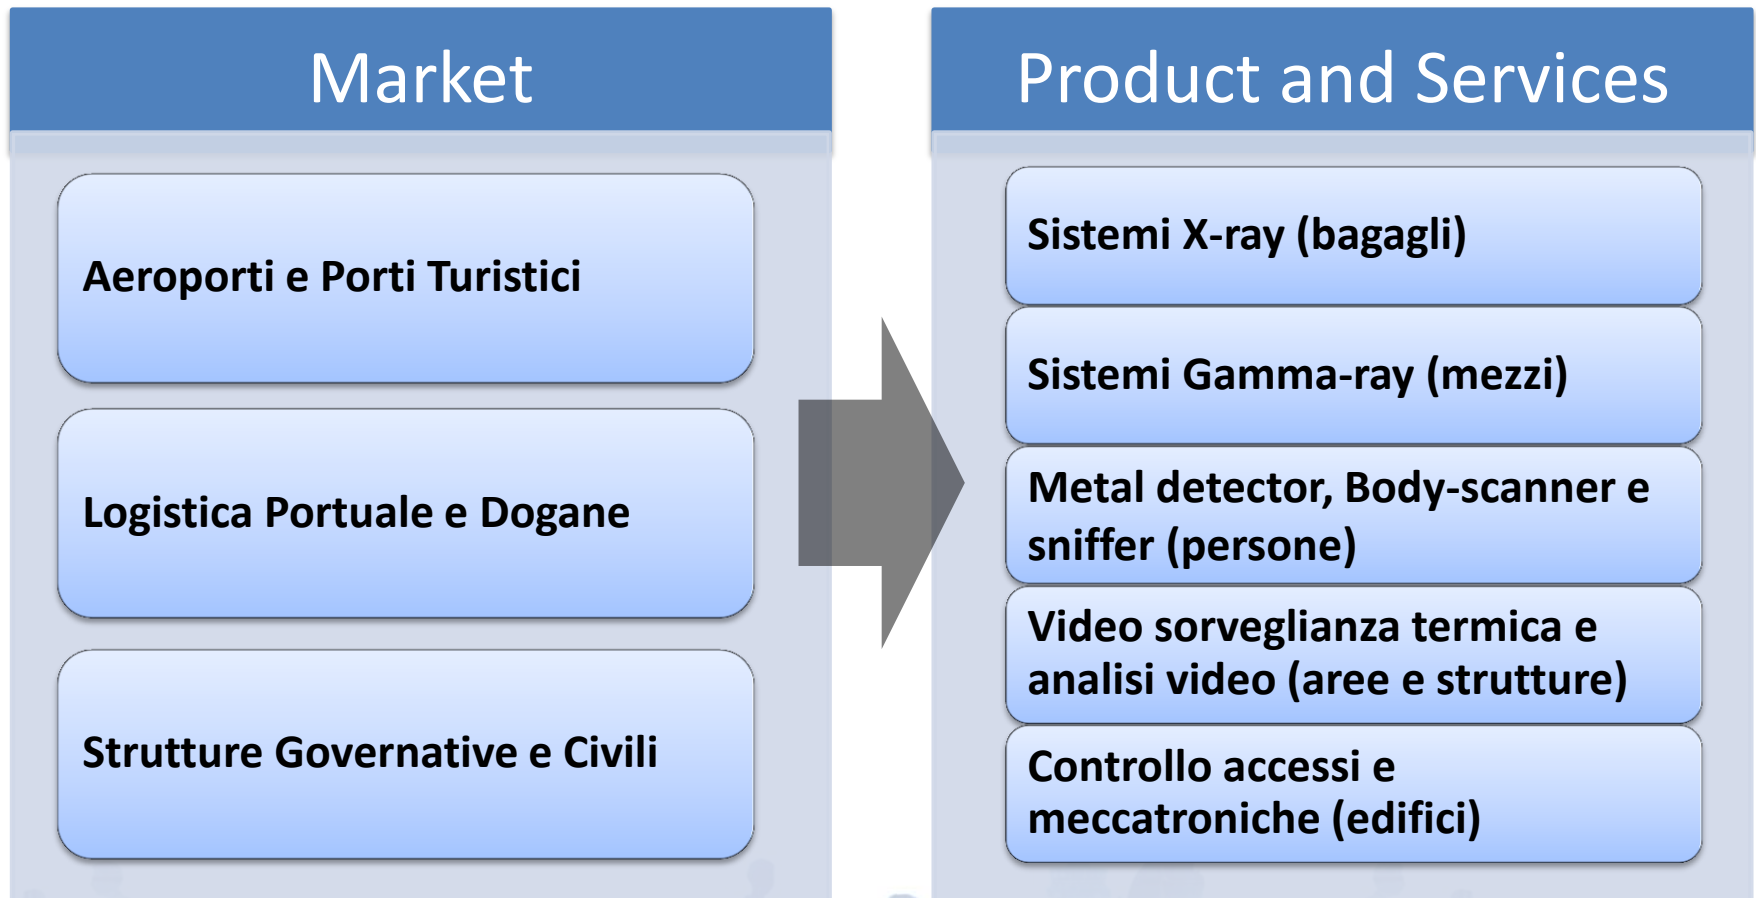 Market
Aeroporti e Porti Turistici
Logistica Portuale e Dogane
Strutture Governative e Civili
Product and Services
Sistemi X-ray (bagagli)
Sistemi Gamma-ray (mezzi)
Metal detector, Body-scanner e
sniffer (persone)
Video sorveglianza termica e
analisi video (aree e strutture)
Controllo accessi e
meccatroniche (edifici)